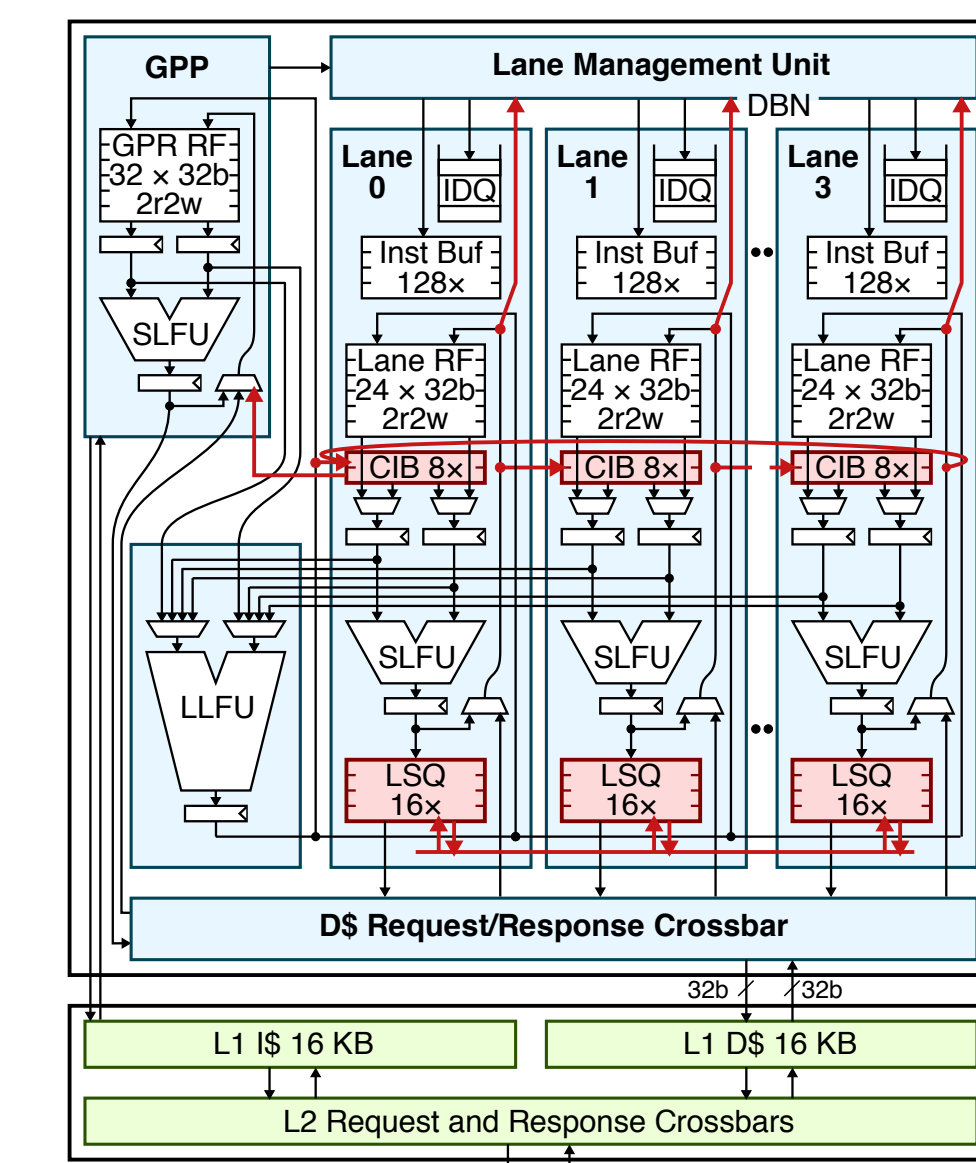 GPP
Lane Management Unit
DBN
GPR RF
32 × 32b
2r2w
SLFU
Lane
0
IDQ
Inst Buf
128×
Lane RF
24 × 32b
2r2w
CIB 8×
SLFU
LSQ
16×
Lane
1
IDQ
Inst Buf
128×
Lane RF
24 × 32b
2r2w
CIB 8×
SLFU
LSQ
16×
Lane
3
IDQ
Inst Buf
128×
Lane RF
24 × 32b
2r2w
CIB 8×
SLFU
LSQ
16×
LLFU
D$ Request/Response Crossbar
32b
32b
L1 I$ 16 KB
L1 D$ 16 KB
L2 Request and Response Crossbars